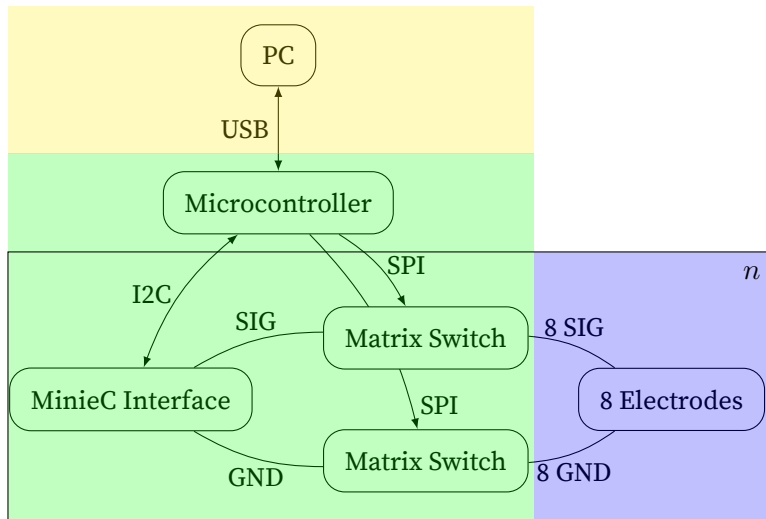 PC
USB
Microcontroller
n
SPI
I2C
SIG
8 SIG
Matrix Switch
MinieC Interface
8 Electrodes
SPI
Matrix Switch
GND
8 GND